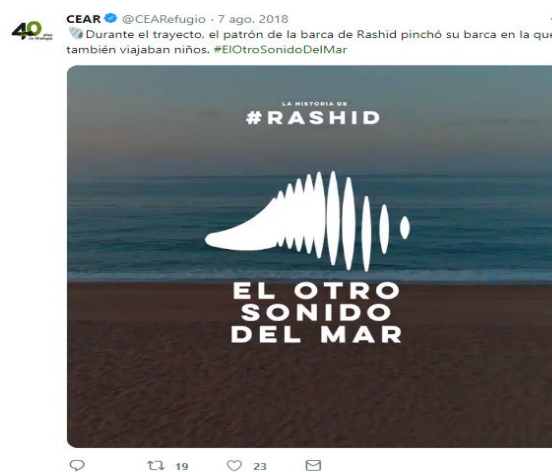 CEAR @CEARefugio · 7 ago. 2018
Durante el trayecto, el patrón de la barca de Rashid pinchó su barca en la que
también viajaban niños. #ElOtroSonidoDelMar
40
LA HISTORIA DE
#RASHID
EL OTRO
SONIDO
DEL MAR
19 23